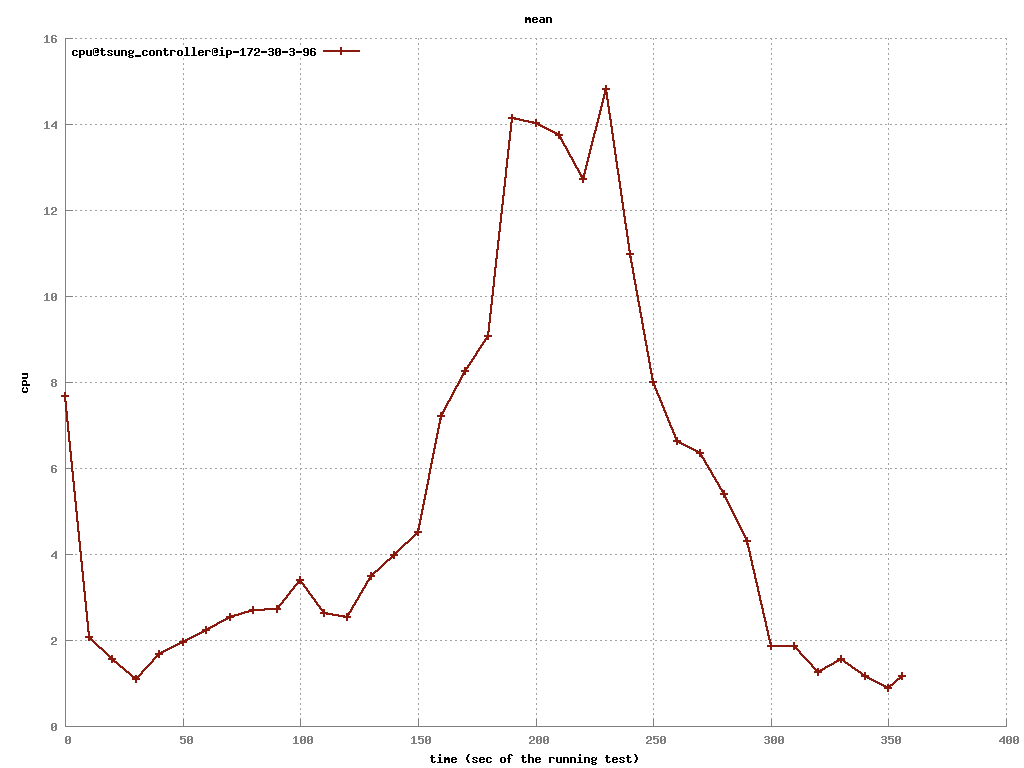 mean
cpu@tsung_controller@ip-172-30-3-96
16
14
12
10
8
6
4
2
0
cpu
0 50 100 150 200 250 300 350 400
time (sec of the running test)